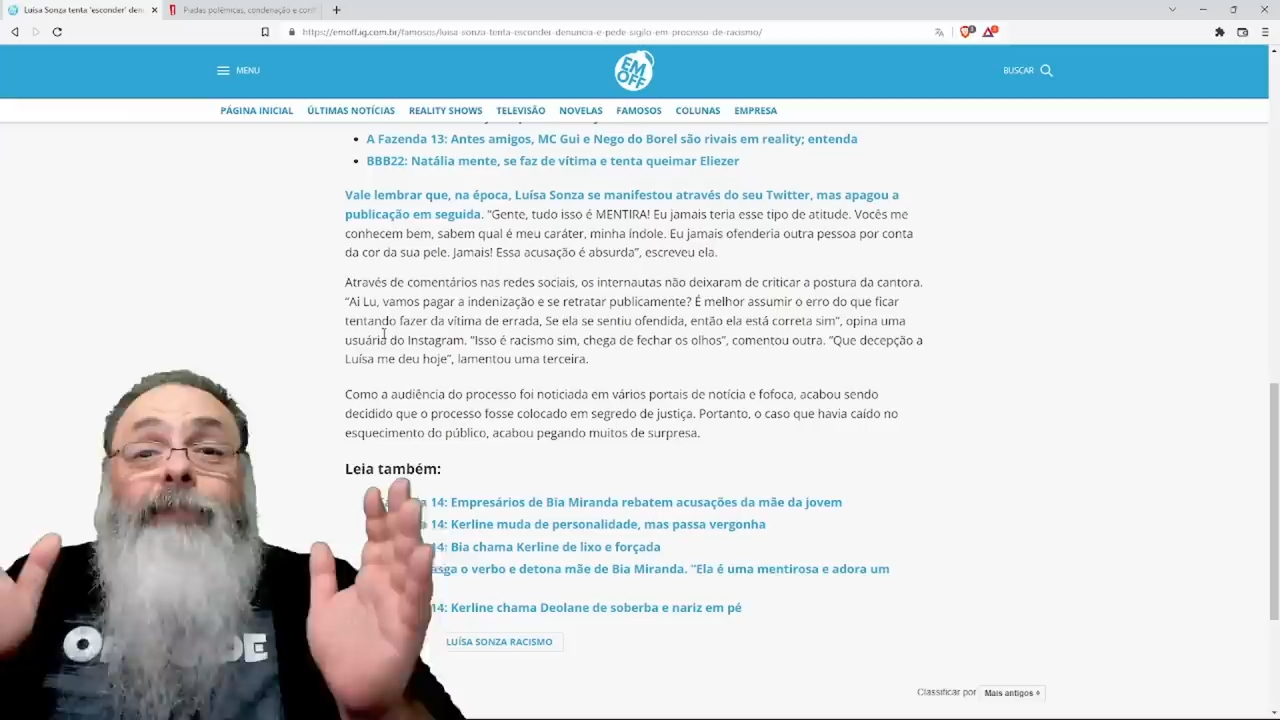 Luísa Sonza tenta 'esconder' den
Piadas polêmicas, condenação e conf
https://emoff.ig.com.br/famosos/luisa-sonza-tenta-esconder-denuncia-e-pede-sigilo-em-processo-de-racismo/
MENU
EM OFF
BUSCAR
PÁGINA INICIAL ÚLTIMAS NOTÍCIAS REALITY SHOWS TELEVISÃO NOVELAS FAMOSOS COLUNAS EMPRESA
A Fazenda 13: Antes amigos, MC Gui e Nego do Borel são rivais em reality; entenda
BBB22: Natália mente, se faz de vítima e tenta queimar Eliezer
Vale lembrar que, na época, Luísa Sonza se manifestou através do seu Twitter, mas apagou a
publicação em seguida. “Gente, tudo isso é MENTIRA! Eu jamais teria esse tipo de atitude. Vocês me
conhecem bem, sabem qual é meu caráter, minha índole. Eu jamais ofenderia outra pessoa por conta
da cor da sua pele. Jamais! Essa acusação é absurda”, escreveu ela.
Através de comentários nas redes sociais, os internautas não deixaram de criticar a postura da cantora.
“Ai Lu, vamos pagar a indenização e se retratar publicamente? É melhor assumir o erro do que ficar
tentando fazer da vítima de errada, Se ela se sentiu ofendida, então ela está correta sim”, opina uma
usuária do Instagram. “Isso é racismo sim, chega de fechar os olhos”, comentou outra. “Que decepção a
Luísa me deu hoje”, lamentou uma terceira.
Como a audiência do processo foi noticiada em vários portais de notícia e fofoca, acabou sendo
decidido que o processo fosse colocado em segredo de justiça. Portanto, o caso que havia caído no
esquecimento do público, acabou pegando muitos de surpresa.
Leia também:
14: Empresários de Bia Miranda rebatem acusações da mãe da jovem
14: Kerline muda de personalidade, mas passa vergonha
14: Bia chama Kerline de lixo e forçada
o verbo e detona mãe de Bia Miranda. “Ela é uma mentirosa e adora um
14: Kerline chama Deolane de soberba e nariz em pé
LUÍSA SONZA RACISMO
Classificar por Mais antigos